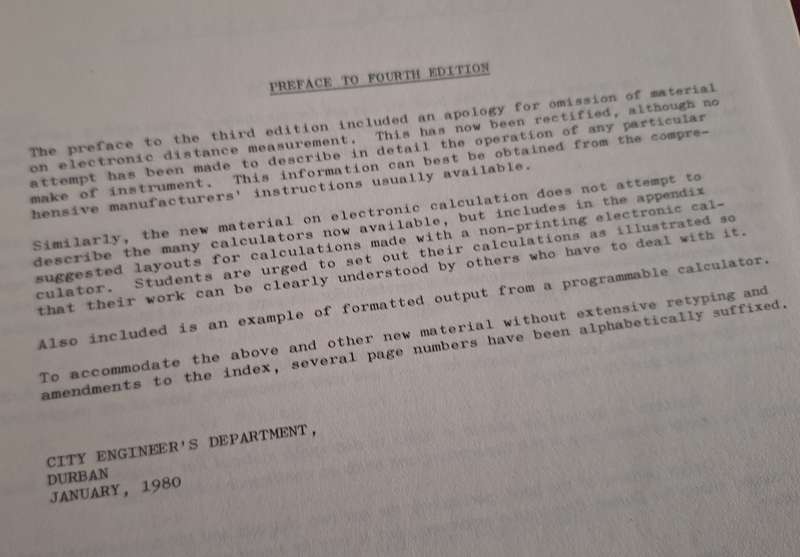 PREFACE TO FOURTH EDITION
The preface to the third edition included an apology for omission of material
on electronic distance measurement. This has now been rectified, although no
attempt has been made to describe in detail the operation of any particular
make of instrument. This information can best be obtained from the compre-
hensive manufacturers' instructions usually available.
Similarly, the new material on electronic calculation does not attempt to
describe the many calculators now available, but includes in the appendix
suggested layouts for calculations made with a non-printing electronic cal-
culator. Students are urged to set out their calculations as illustrated so
that their work can be clearly understood by others who have to deal with it.
Also included is an example of formatted output from a programmable calculator.
To accommodate the above and other new material without extensive retyping and
amendments to the index, several page numbers have been alphabetically suffixed.
CITY ENGINEER'S DEPARTMENT,
DURBAN
JANUARY, 1980